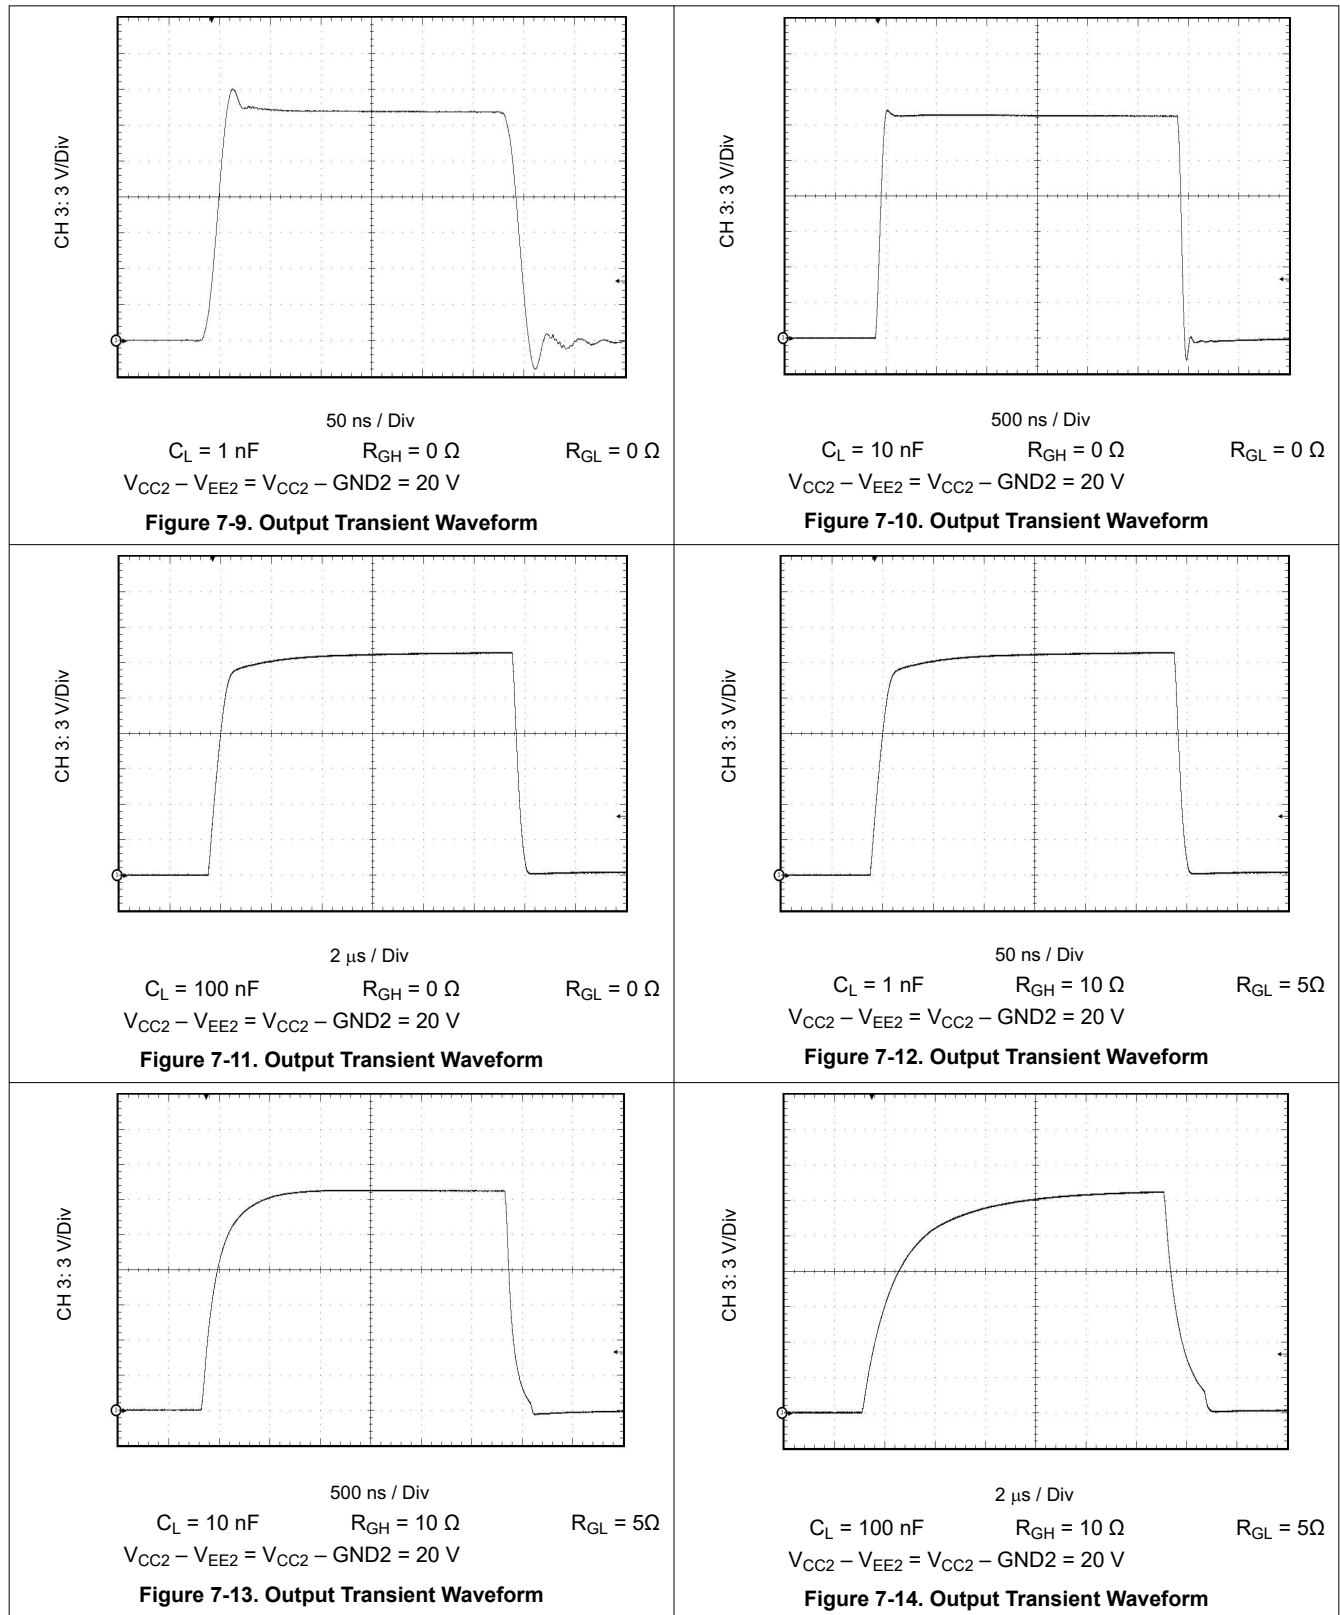 CH 3: 3 V/Div
50 ns / Div
C_L = 1 nF R_GH = 0 Ω R_GL = 0 Ω
V_CC2 – V_EE2 = V_CC2 – GND2 = 20 V
Figure 7-9. Output Transient Waveform
CH 3: 3 V/Div
500 ns / Div
C_L = 10 nF R_GH = 0 Ω R_GL = 0 Ω
V_CC2 – V_EE2 = V_CC2 – GND2 = 20 V
Figure 7-10. Output Transient Waveform
CH 3: 3 V/Div
2 μs / Div
C_L = 100 nF R_GH = 0 Ω R_GL = 0 Ω
V_CC2 – V_EE2 = V_CC2 – GND2 = 20 V
Figure 7-11. Output Transient Waveform
CH 3: 3 V/Div
50 ns / Div
C_L = 1 nF R_GH = 10 Ω R_GL = 5Ω
V_CC2 – V_EE2 = V_CC2 – GND2 = 20 V
Figure 7-12. Output Transient Waveform
CH 3: 3 V/Div
500 ns / Div
C_L = 10 nF R_GH = 10 Ω R_GL = 5Ω
V_CC2 – V_EE2 = V_CC2 – GND2 = 20 V
Figure 7-13. Output Transient Waveform
CH 3: 3 V/Div
2 μs / Div
C_L = 100 nF R_GH = 10 Ω R_GL = 5Ω
V_CC2 – V_EE2 = V_CC2 – GND2 = 20 V
Figure 7-14. Output Transient Waveform